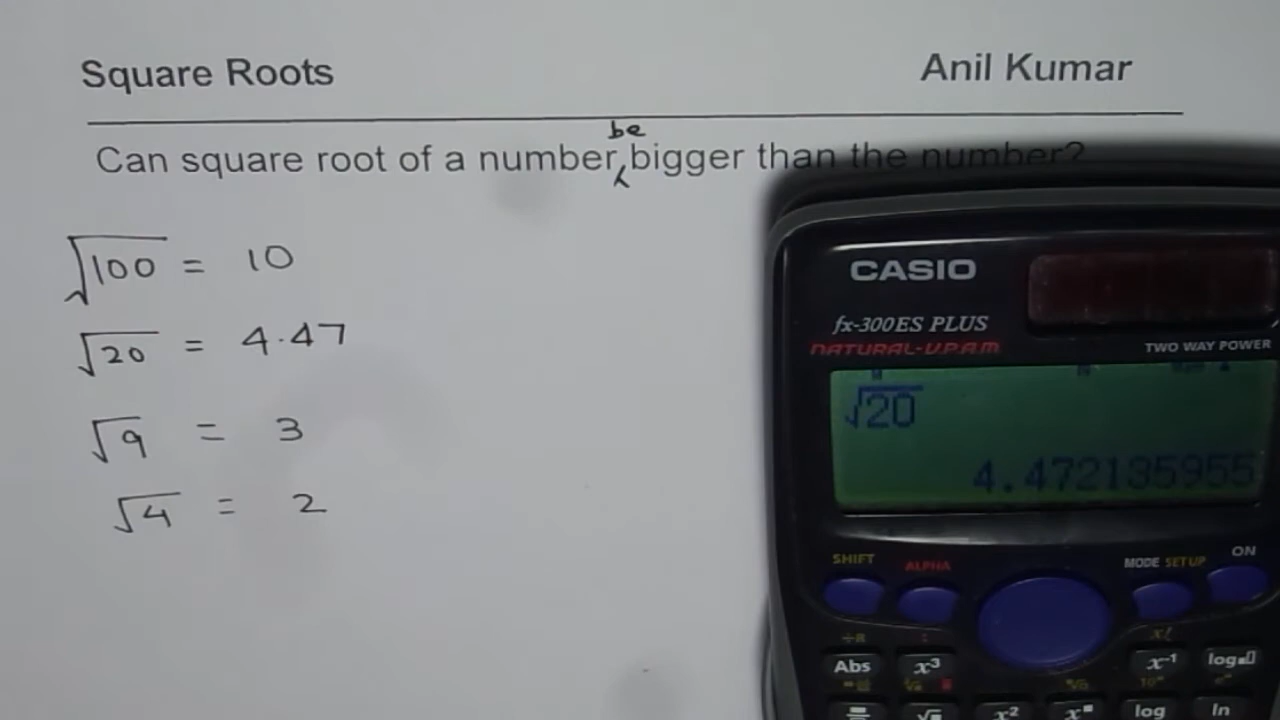 Square Roots Anil Kumar
be
Can square root of a number bigger than the number?
√100 = 10
√20 = 4.47
√9 = 3
√4 = 2
CASIO
fx-300ES PLUS
NATURAL-V.P.A.M.
TWO WAY POWER
√20
4.472135955
SHIFT ALPHA MODE SETUP ON
Abs x³ x⁻¹ log
x² log ln